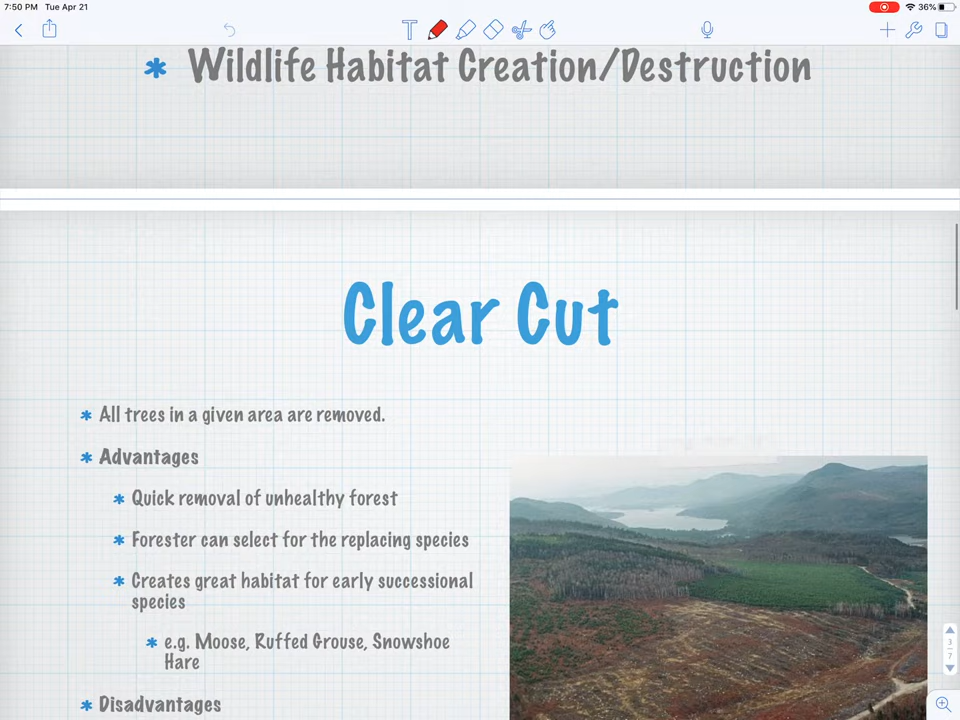 7:50 PM Tue Apr 21
36%
T
* Wildlife Habitat Creation/Destruction
Clear Cut
* All trees in a given area are removed.
* Advantages
* Quick removal of unhealthy forest
* Forester can select for the replacing species
* Creates great habitat for early successional
species
* e.g. Moose, Ruffed Grouse, Snowshoe
Hare
* Disadvantages
3
7